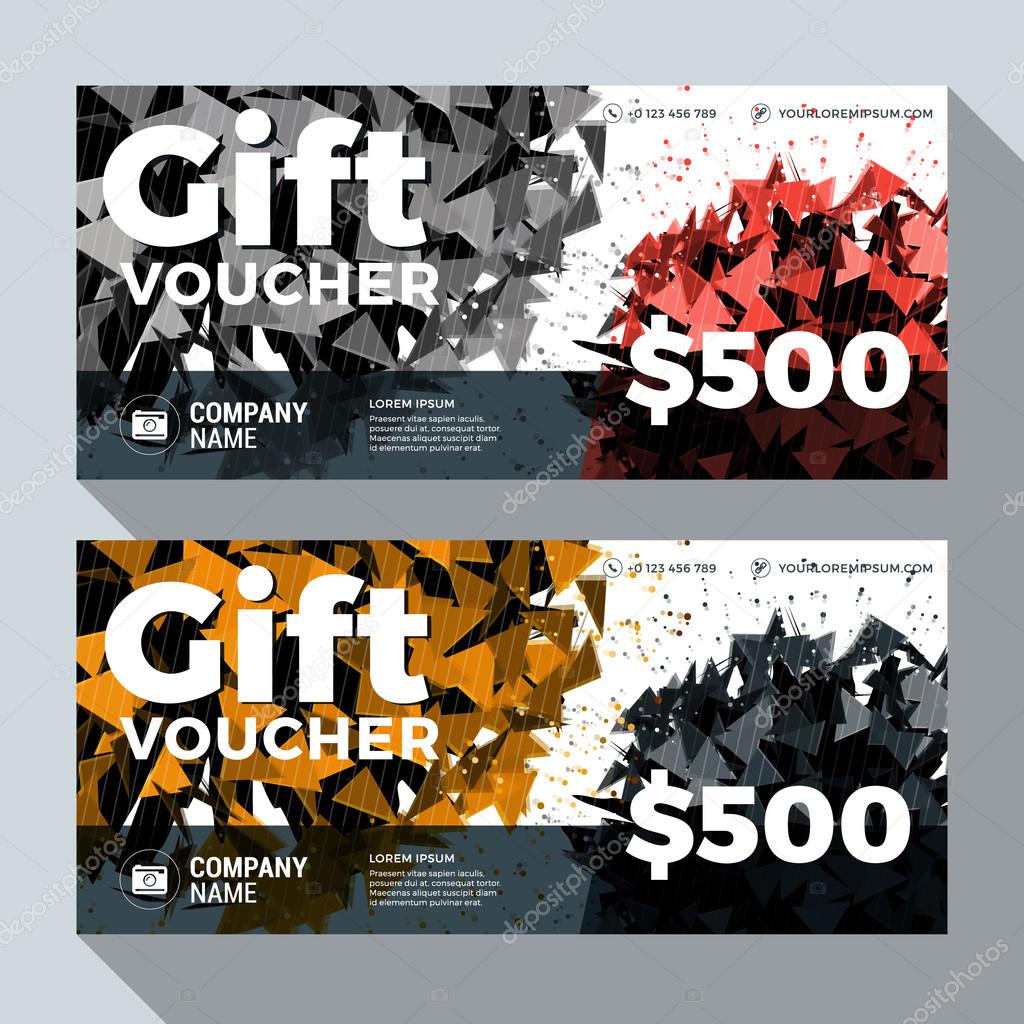 Gift
VOUCHER
+0 123 456 789
YOURLOREMIPSUM.COM
$500
COMPANY
NAME
LOREM IPSUM
Praesent vitae sapien iaculis,
posuere dui at, consequat tortor.
Maecenas aliquet suscipit diam
id elementum pulvinar erat.
Gift
VOUCHER
+0 123 456 789
YOURLOREMIPSUM.COM
$500
COMPANY
NAME
LOREM IPSUM
Praesent vitae sapien iaculis,
posuere dui at, consequat tortor.
Maecenas aliquet suscipit diam
id elementum pulvinar erat.
depositphotos